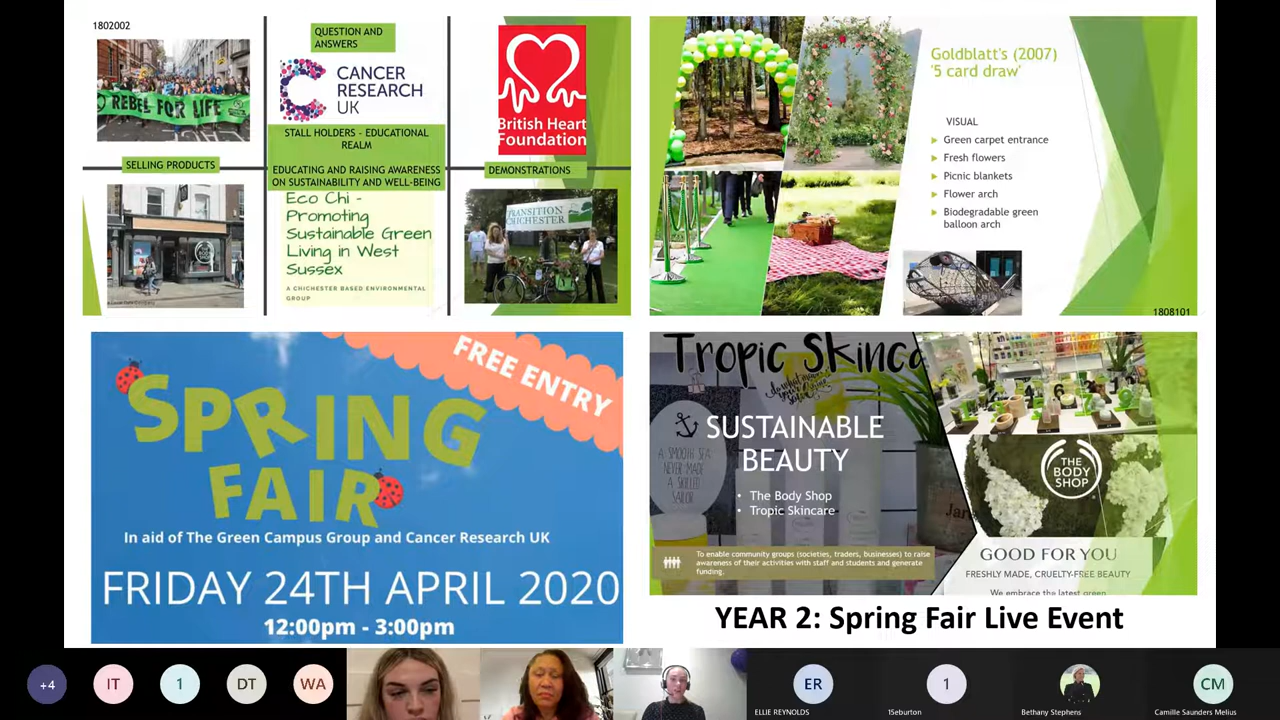 1802002
QUESTION AND
ANSWERS
REBEL FOR LIFE
CANCER
RESEARCH
UK
British Heart
Foundation
STALL HOLDERS - EDUCATIONAL
REALM
SELLING PRODUCTS
EDUCATING AND RAISING AWARENESS
ON SUSTAINABILITY AND WELL-BEING
DEMONSTRATIONS
Eco Chi -
Promoting
Sustainable Green
Living in West
Sussex
A CHICHESTER BASED ENVIRONMENTAL
GROUP
TRANSITION
CHICHESTER
Goldblatt's (2007)
'5 card draw'
VISUAL
Green carpet entrance
Fresh flowers
Picnic blankets
Flower arch
Biodegradable green
balloon arch
1808101
FREE ENTRY
SPRING
FAIR
In aid of The Green Campus Group and Cancer Research UK
FRIDAY 24TH APRIL 2020
12:00pm - 3:00pm
Tropic Skinca
SUSTAINABLE
BEAUTY
A SMOOTH SEA
NEVER MADE
A SKILLED
SAILOR
• The Body Shop
• Tropic Skincare
To enable community groups (societies, traders, businesses) to raise
awareness of their activities with staff and students and generate
funding.
THE
BODY
SHOP
GOOD FOR YOU
FRESHLY MADE, CRUELTY-FREE BEAUTY
We embrace the latest green
YEAR 2: Spring Fair Live Event
+4
IT
1
DT
WA
ER
ELLIE REYNOLDS
1
1Seburton
Bethany Stephens
CM
Camille Saunders Melius